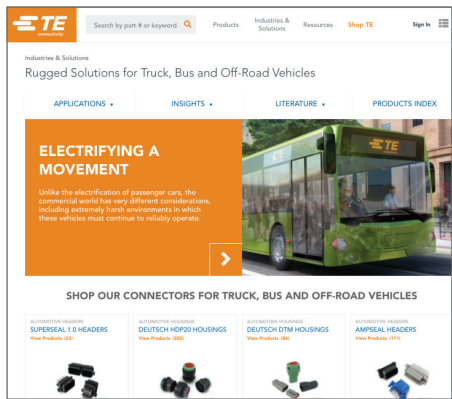 TE
connectivity
Search by part # or keyword
Products
Industries &
Solutions
Resources
Shop TE
Sign In
Industries & Solutions
Rugged Solutions for Truck, Bus and Off-Road Vehicles
APPLICATIONS
INSIGHTS
LITERATURE
PRODUCTS INDEX
ELECTRIFYING A
MOVEMENT
Unlike the electrification of passenger cars, the
commercial world has very different considerations,
including extremely harsh environments in which
these vehicles must continue to reliably operate.
TE
SHOP OUR CONNECTORS FOR TRUCK, BUS AND OFF-ROAD VEHICLES
AUTOMOTIVE HEADERS
SUPERSEAL 1.0 HEADERS
View Products (33)
AUTOMOTIVE HOUSINGS
DEUTSCH HDP20 HOUSINGS
View Products (282)
AUTOMOTIVE HOUSINGS
DEUTSCH DTM HOUSINGS
View Products (86)
AUTOMOTIVE HEADERS
AMPSEAL HEADERS
View Products (111)